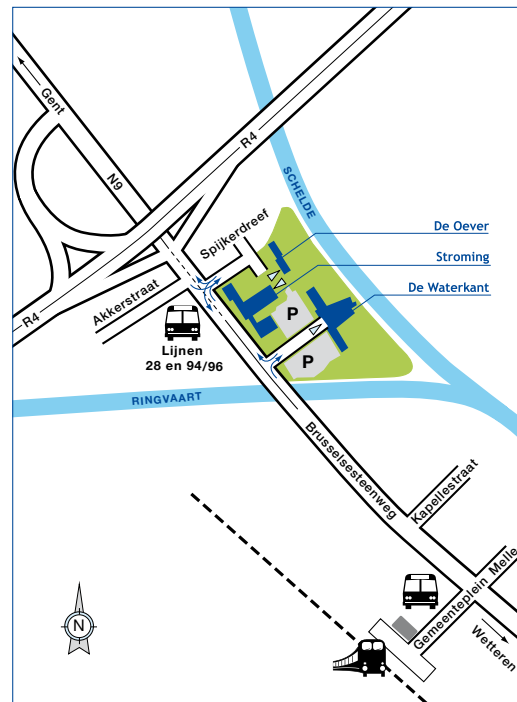 Gent
N9
R4
SCHELDE
Spijkerdreef
De Oever
Stroming
De Waterkant
Akkerstraat
R4
P
Lijnen
28 en 94/96
P
RINGVAART
Brusselsesteenweg
Kapellestraat
Gemeenteplein Melle
Wetteren
N